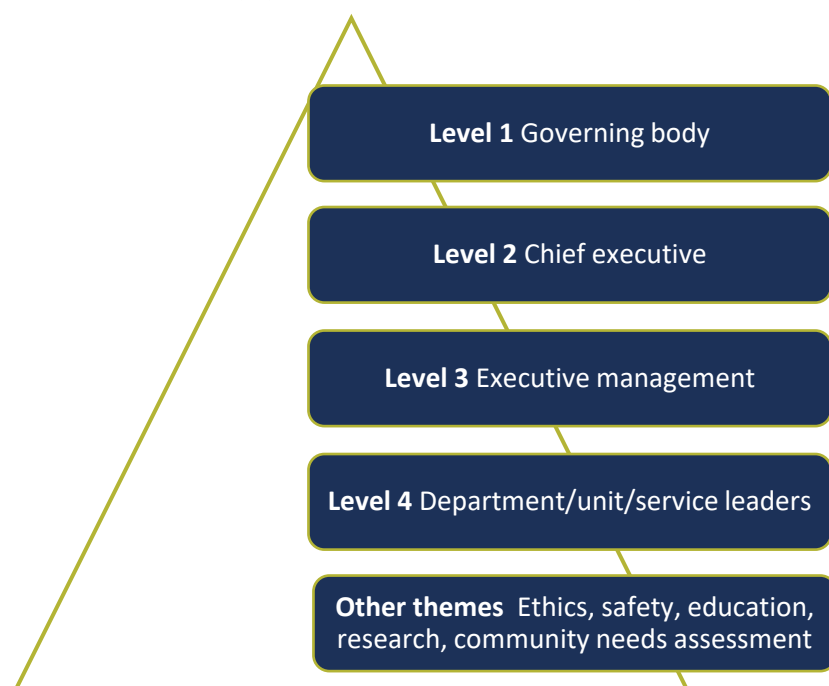 Level 1 Governing body
Level 2 Chief executive
Level 3 Executive management
Level 4 Department/unit/service leaders
Other themes  Ethics, safety, education,
research, community needs assessment